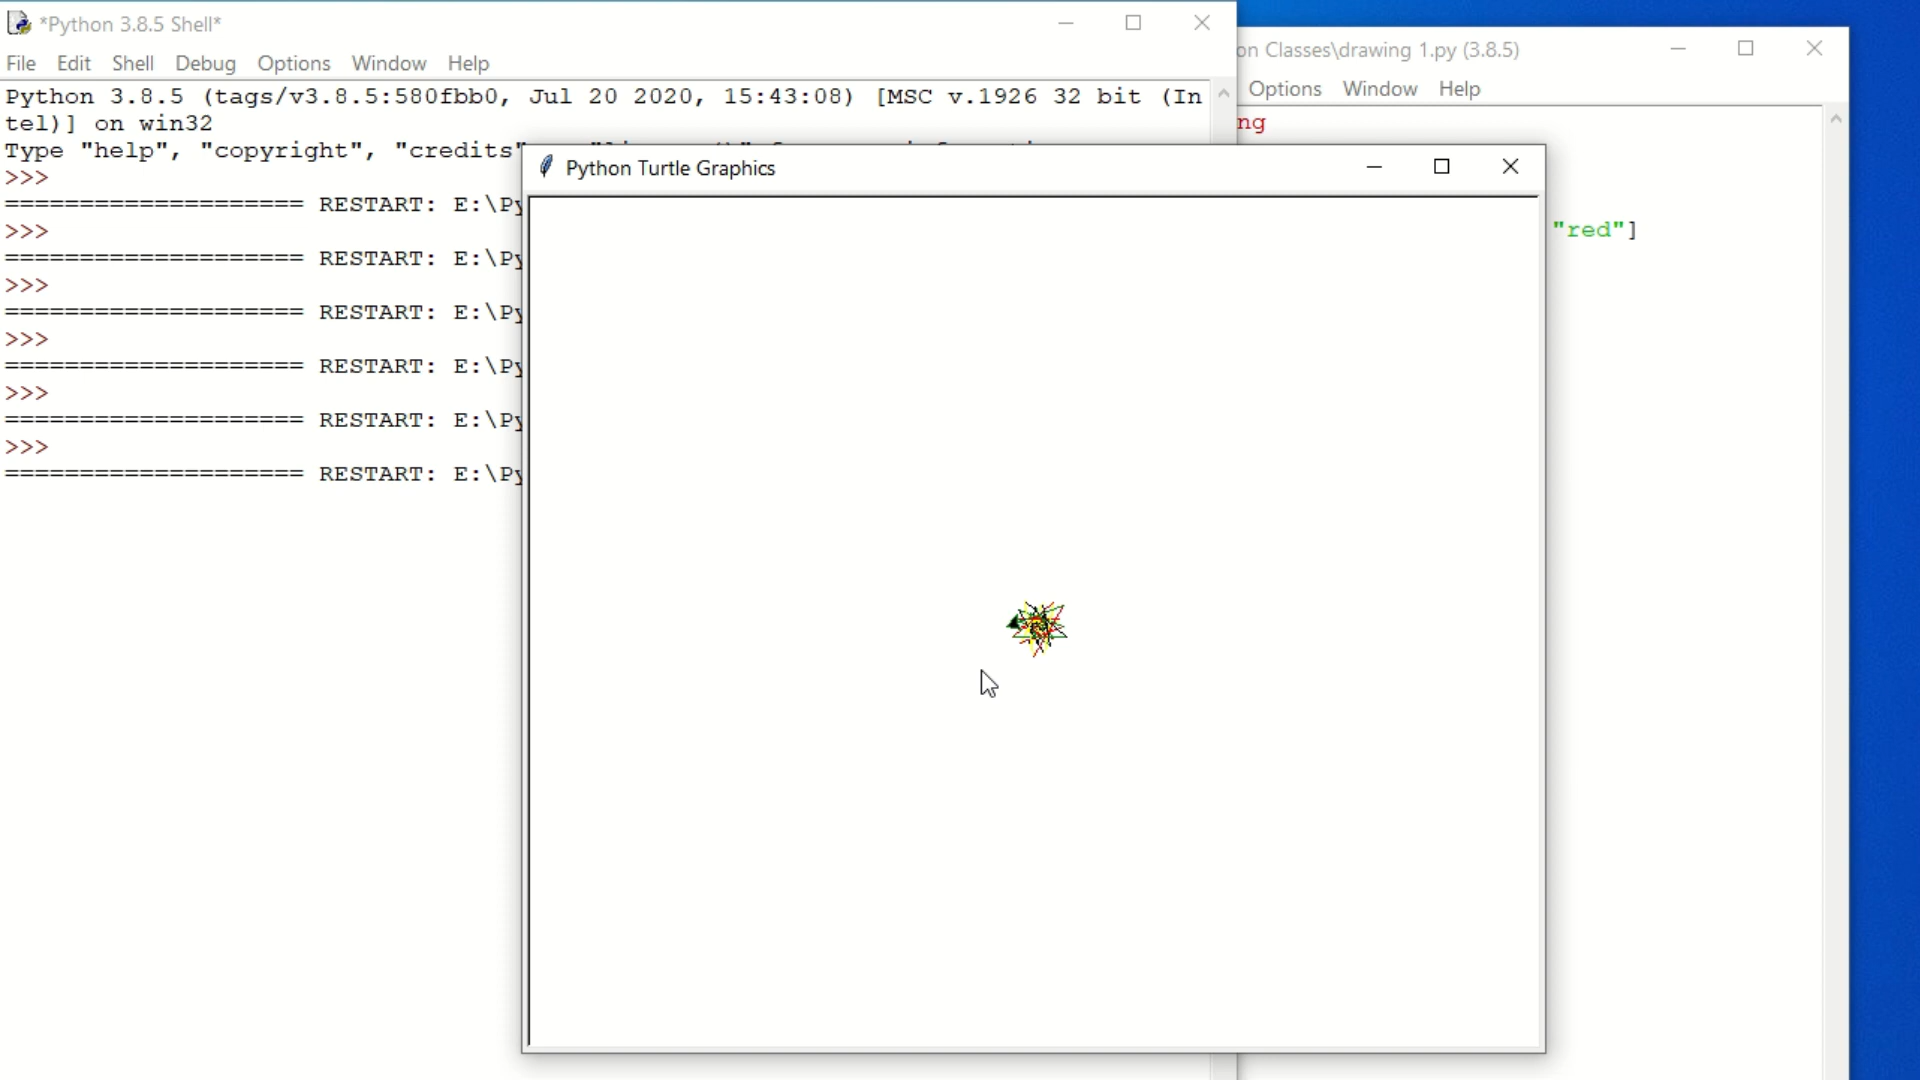 *Python 3.8.5 Shell*
File Edit Shell Debug Options Window Help
Python 3.8.5 (tags/v3.8.5:580fbb0, Jul 20 2020, 15:43:08) [MSC v.1926 32 bit (In
tel)] on win32
Type "help", "copyright", "credits"
>>>
==================== RESTART: E:\Py
>>>
==================== RESTART: E:\Py
>>>
==================== RESTART: E:\Py
>>>
==================== RESTART: E:\Py
>>>
==================== RESTART: E:\Py
>>>
==================== RESTART: E:\Py
Python Turtle Graphics
on Classes\drawing 1.py (3.8.5)
Options Window Help
ng
"red"]